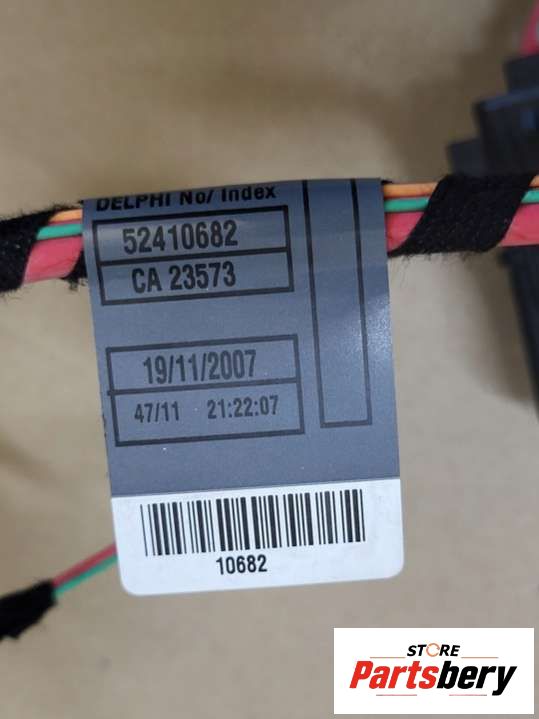 DELPHI No/ Index
52410682
CA 23573
19/11/2007
47/11 21:22:07
10682
STORE
Partsbery